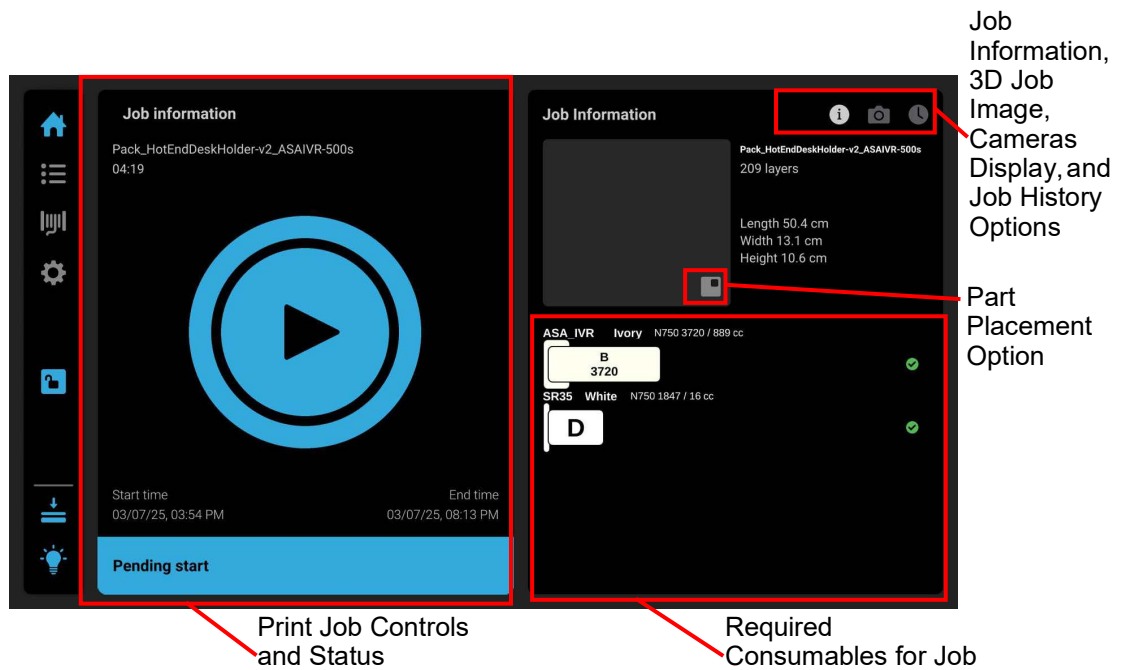 Job
Information,
3D Job
Image,
Cameras
Display, and
Job History
Options
Job information
Pack_HotEndDeskHolder-v2_ASAIVR-500s
04:19
Start time
End time
03/07/25, 03:54 PM
03/07/25, 08:13 PM
Pending start
Job Information
i
Pack_HotEndDeskHolder-v2_ASAIVR-500s
209 layers
Length 50.4 cm
Width 13.1 cm
Height 10.6 cm
Part
Placement
Option
ASA_IVR Ivory N750 3720 / 889 cc
B
3720
SR35 White N750 1847 / 16 cc
D
Print Job Controls
and Status
Required
Consumables for Job